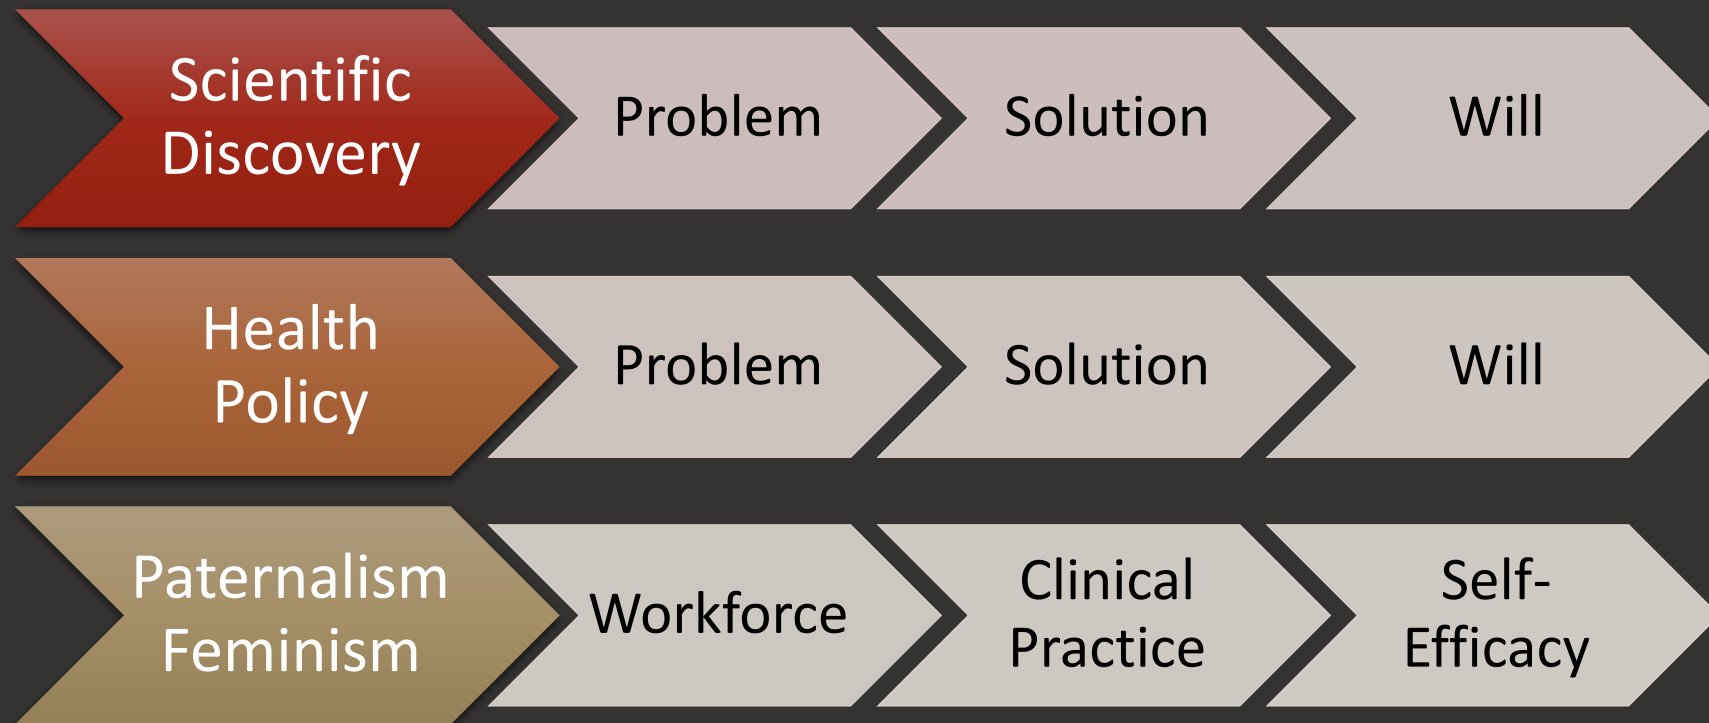 Scientific
Discovery
Problem
Solution
Will
Health
Policy
Problem
Solution
Will
Paternalism
Feminism
Workforce
Clinical
Practice
Self-
Efficacy